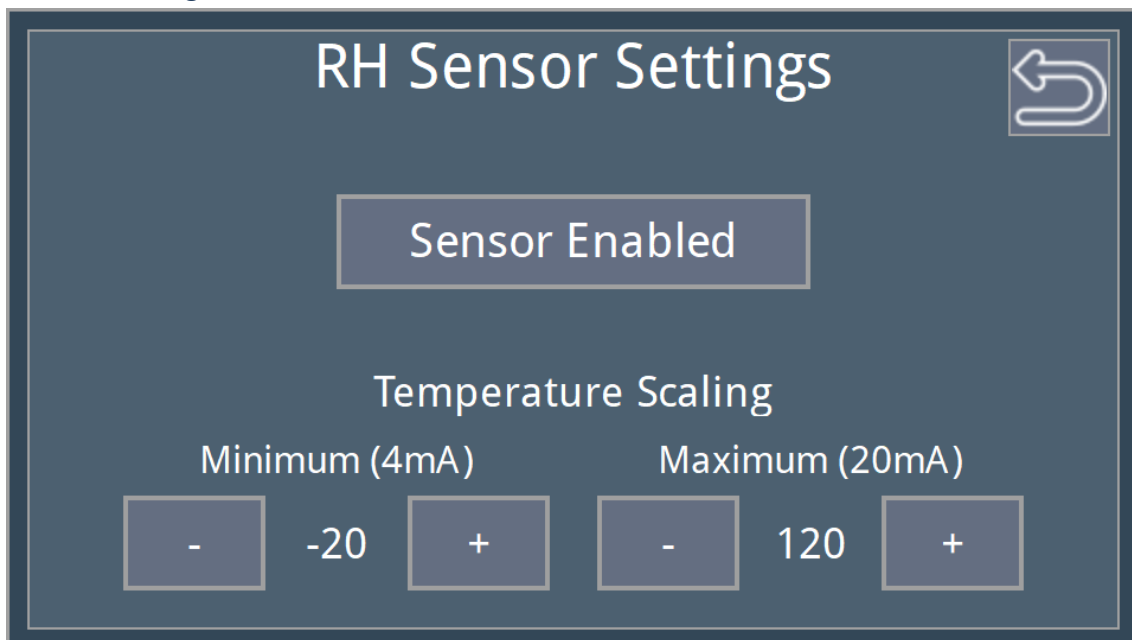 RH Sensor Settings
Sensor Enabled
Temperature Scaling
Minimum (4mA) Maximum (20mA)
- -20 + - 120 +